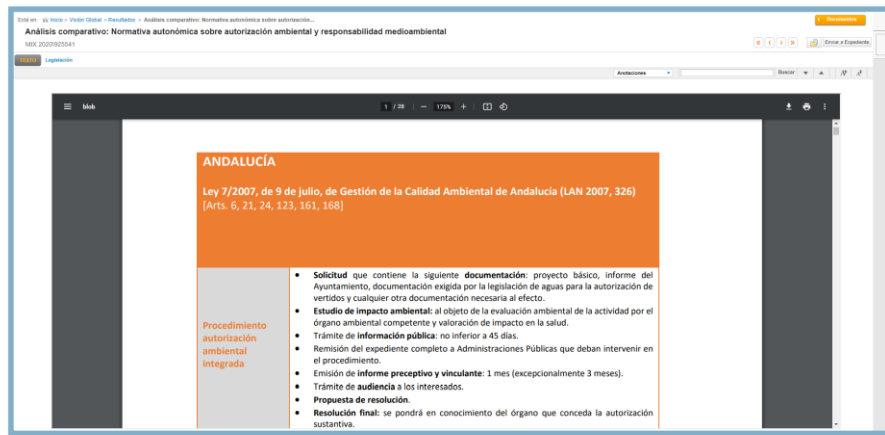 Está en: Inicio > Visión Global > Resultados > Análisis comparativo: Normativa autonómica sobre autorización...
Documentos
Análisis comparativo: Normativa autonómica sobre autorización ambiental y responsabilidad medioambiental
MIX 2020\925541
Enviar a Expediente
Legislación
Anotaciones
Buscar
blob
1 / 28
175%
ANDALUCÍA
Ley 7/2007, de 9 de julio, de Gestión de la Calidad Ambiental de Andalucía (LAN 2007, 326)
[Arts. 6, 21, 24, 123, 161, 168]
Procedimiento
autorización
ambiental
integrada
• Solicitud que contiene la siguiente documentación: proyecto básico, informe del
Ayuntamiento, documentación exigida por la legislación de aguas para la autorización de
vertidos y cualquier otra documentación necesaria al efecto.
• Estudio de impacto ambiental: al objeto de la evaluación ambiental de la actividad por el
órgano ambiental competente y valoración de impacto en la salud.
• Trámite de información pública: no inferior a 45 días.
• Remisión del expediente completo a Administraciones Públicas que deban intervenir en
el procedimiento.
• Emisión de informe preceptivo y vinculante: 1 mes (excepcionalmente 3 meses).
• Trámite de audiencia a los interesados.
• Propuesta de resolución.
• Resolución final: se pondrá en conocimiento del órgano que conceda la autorización
sustantiva.